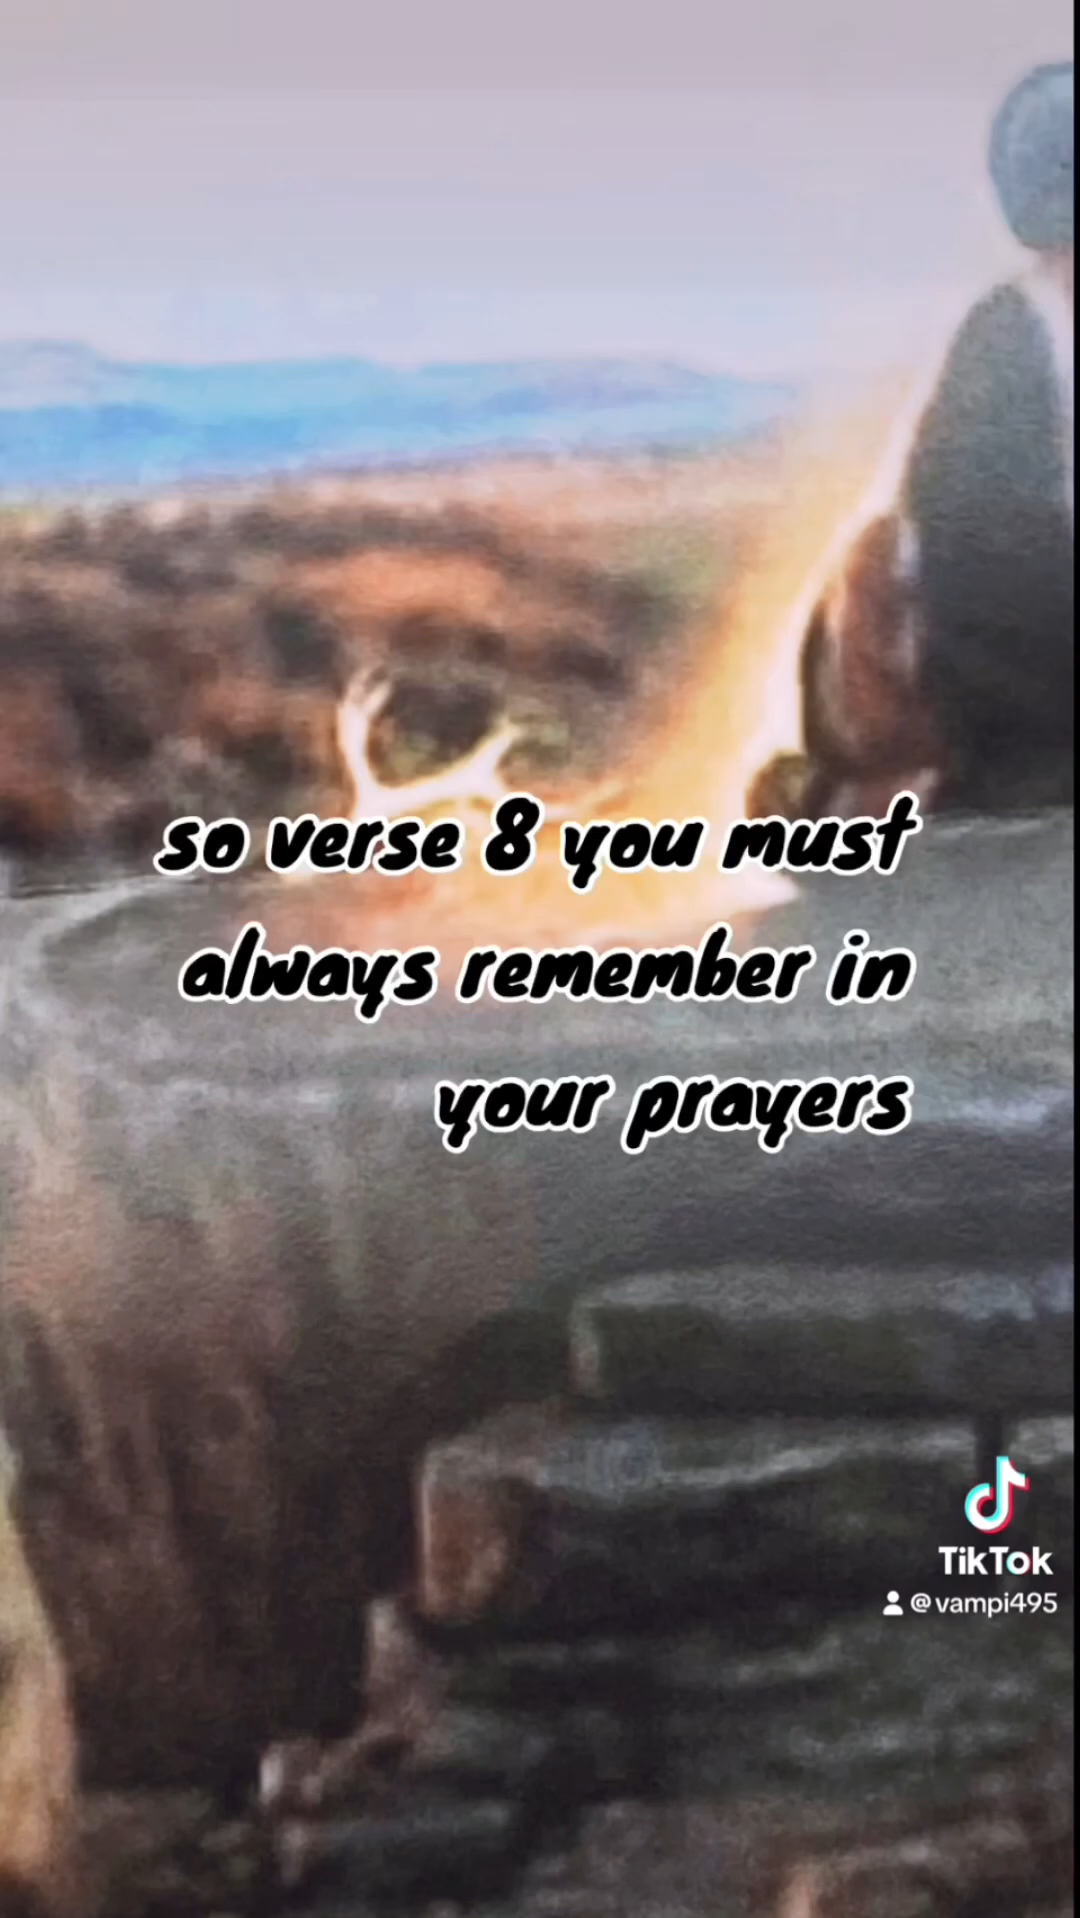 so verse 8 you must
always remember in
your prayers
TikTok
@vampi495